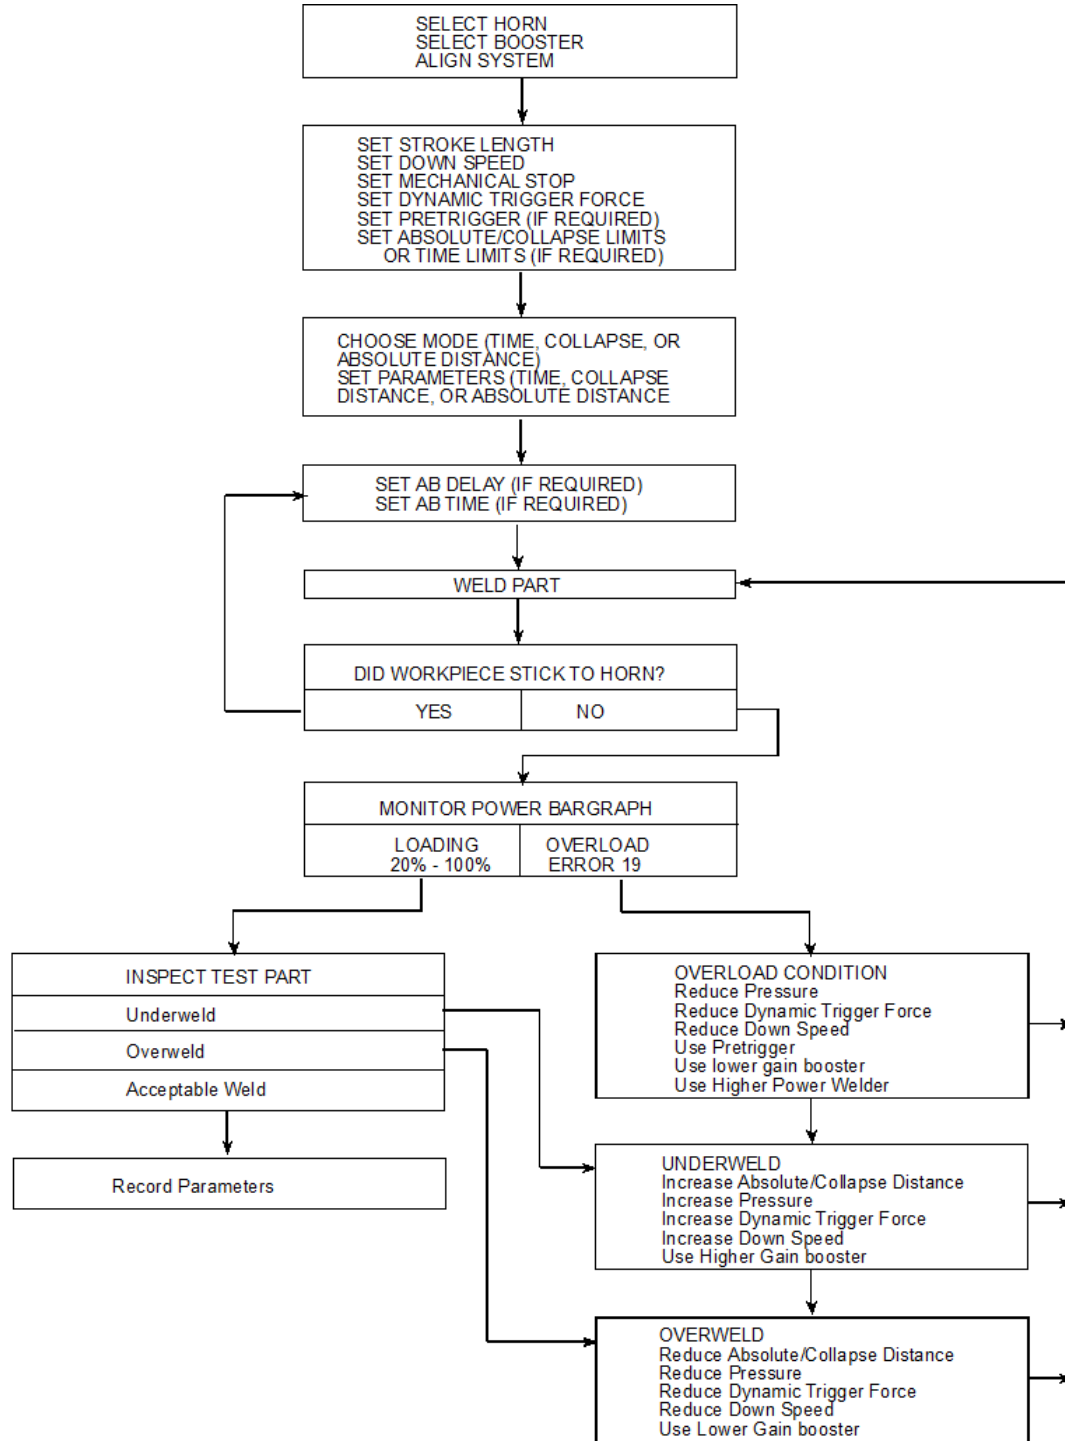 SELECT HORN
SELECT BOOSTER
ALIGN SYSTEM
SET STROKE LENGTH
SET DOWN SPEED
SET MECHANICAL STOP
SET DYNAMIC TRIGGER FORCE
SET PRETRIGGER (IF REQUIRED)
SET ABSOLUTE/COLLAPSE LIMITS
OR TIME LIMITS (IF REQUIRED)
CHOOSE MODE (TIME, COLLAPSE, OR
ABSOLUTE DISTANCE)
SET PARAMETERS (TIME, COLLAPSE
DISTANCE, OR ABSOLUTE DISTANCE
SET AB DELAY (IF REQUIRED)
SET AB TIME (IF REQUIRED)
WELD PART
DID WORKPIECE STICK TO HORN?
YES
NO
MONITOR POWER BARGRAPH
LOADING
20% - 100%
OVERLOAD
ERROR 19
INSPECT TEST PART
Underweld
Overweld
Acceptable Weld
Record Parameters
OVERLOAD CONDITION
Reduce Pressure
Reduce Dynamic Trigger Force
Reduce Down Speed
Use Pretrigger
Use lower gain booster
Use Higher Power Welder
UNDERWELD
Increase Absolute/Collapse Distance
Increase Pressure
Increase Dynamic Trigger Force
Increase Down Speed
Use Higher Gain booster
OVERWELD
Reduce Absolute/Collapse Distance
Reduce Pressure
Reduce Dynamic Trigger Force
Reduce Down Speed
Use Lower Gain booster